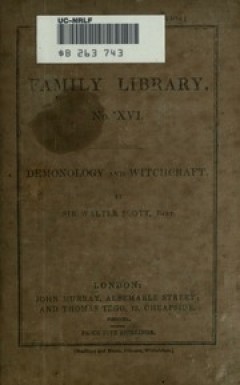 UC-NRLF
$B 263 743
FAMILY LIBRARY.
No. XVI.
DEMONOLOGY AND WITCHCRAFT.
BY
SIR WALTER SCOTT, BART.
LONDON:
JOHN MURRAY, ALBEMARLE STREET;
AND THOMAS TEGG, 73, CHEAPSIDE.